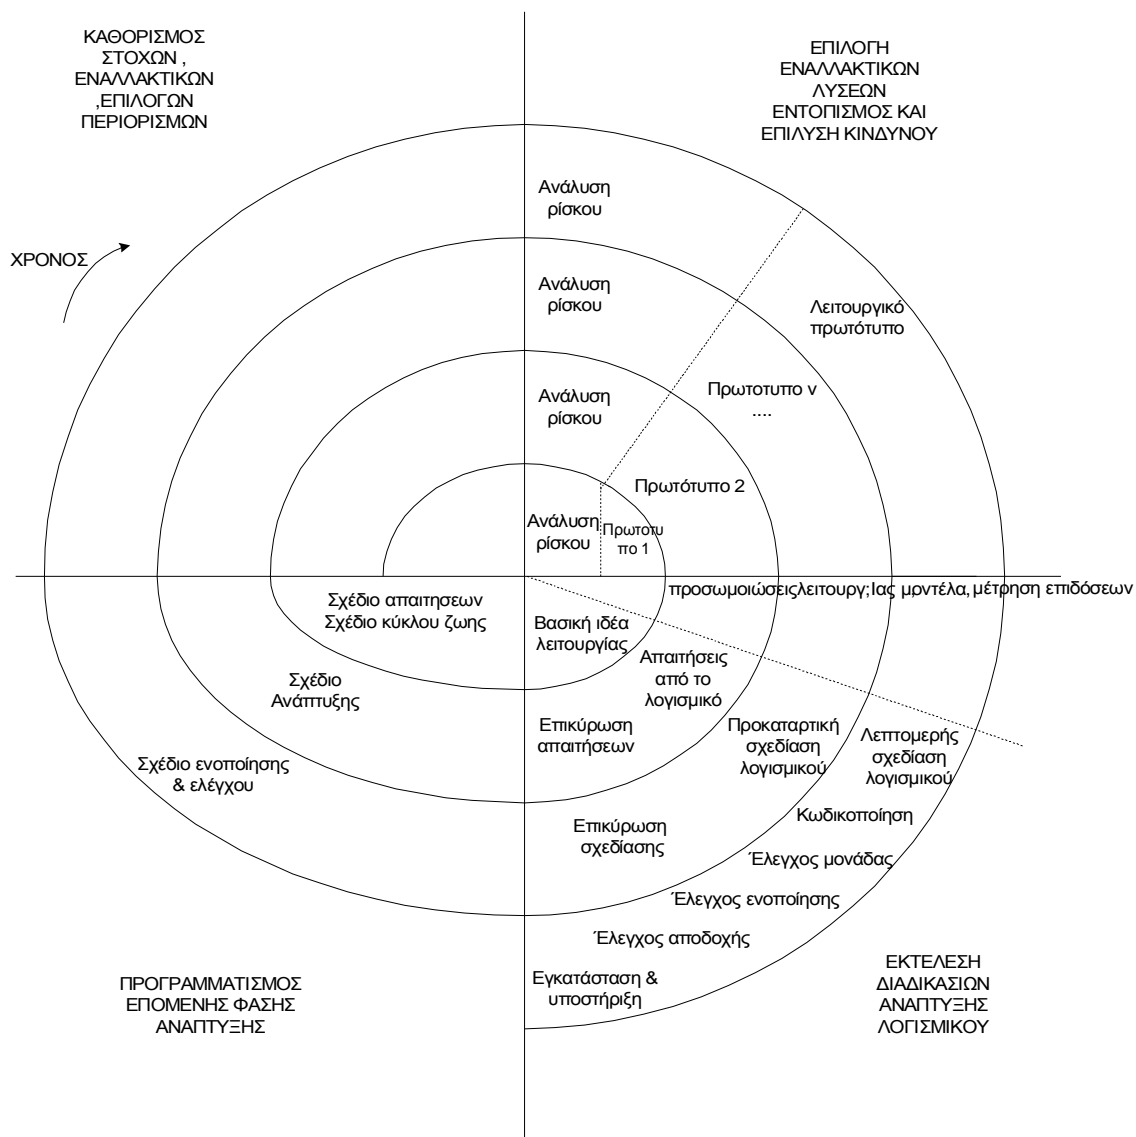 ΚΑΘΟΡΙΣΜΟΣ
ΣΤΟΧΩΝ ,
ΕΝΑΛΛΑΚΤΙΚΩΝ
,ΕΠΙΛΟΓΩΝ
ΠΕΡΙΟΡΙΣΜΩΝ
ΕΠΙΛΟΓΗ
ΕΝΑΛΛΑΚΤΙΚΩΝ
ΛΥΣΕΩΝ
ΕΝΤΟΠΙΣΜΟΣ ΚΑΙ
ΕΠΙΛΥΣΗ ΚΙΝΔΥΝΟΥ
ΧΡΟΝΟΣ
Ανάλυση
ρίσκου
Ανάλυση
ρίσκου
Λειτουργικό
πρωτότυπο
Ανάλυση
ρίσκου
Πρωτοτυπο ν
....
Πρωτότυπο 2
Ανάλυση
ρίσκου
Πρωτοτυ
πο 1
προσωμοιώσεις,λειτουργ;Ιας μοντέλα, μέτρηση επιδόσεων
Σχέδιο απαιτησεων
Σχέδιο κύκλου ζωης
Βασική ιδέα
λειτουργίας
Απαιτήσεις
από το
λογισμικό
Σχέδιο
Ανάπτυξης
Επικύρωση
απαιτήσεων
Προκαταρτική
σχεδίαση
λογισμικού
Λεπτομερής
σχεδίαση
λογισμικού
Σχέδιο ενοποίησης
& ελέγχου
Κωδικοποίηση
Επικύρωση
σχεδίασης
Έλεγχος μονάδας
Έλεγχος ενοποίησης
Έλεγχος αποδοχής
Εγκατάσταση &
υποστήριξη
ΠΡΟΓΡΑΜΜΑΤΙΣΜΟΣ
ΕΠΟΜΕΝΗΣ ΦΑΣΗΣ
ΑΝΑΠΤΥΞΗΣ
ΕΚΤΕΛΕΣΗ
ΔΙΑΔΙΚΑΣΙΩΝ
ΑΝΑΠΤΥΞΗΣ
ΛΟΓΙΣΜΙΚΟΥ